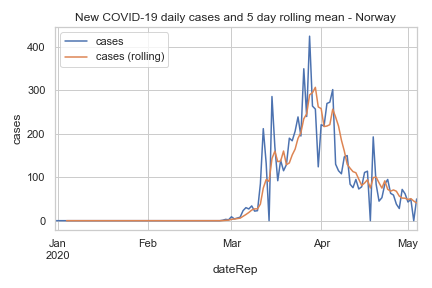 New COVID-19 daily cases and 5 day rolling mean - Norway
cases
cases (rolling)
400
300
200
100
0
cases
Jan
2020
Feb
Mar
Apr
May
dateRep